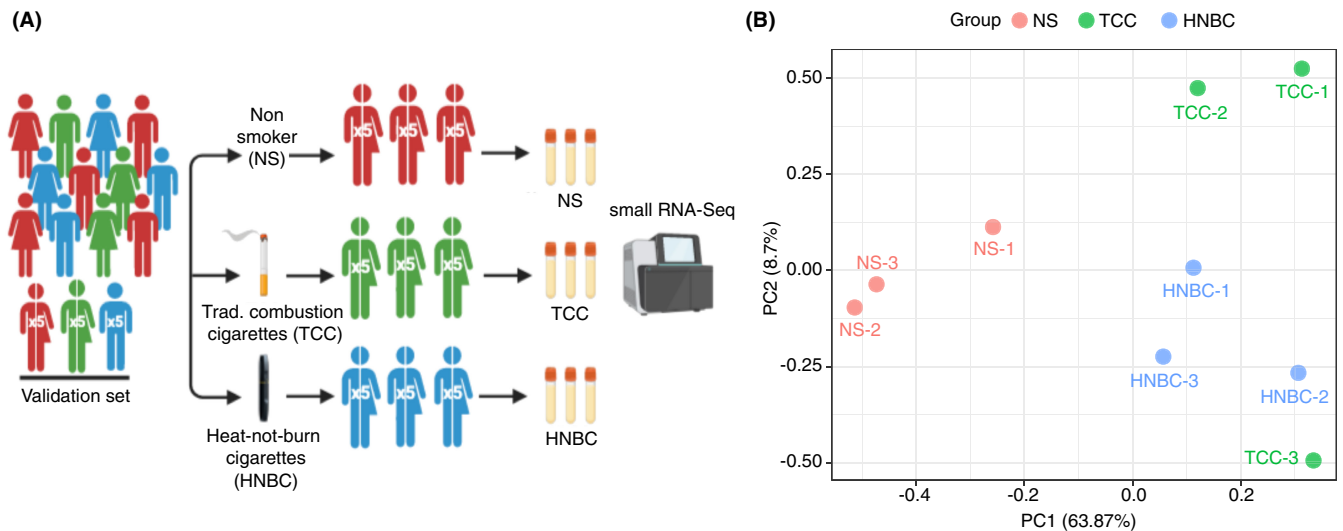 (A)
Non
smoker
(NS)
x5 x5 x5
NS
small RNA-Seq
Trad. combustion
cigarettes (TCC)
x5 x5 x5
TCC
x5 x5 x5
Validation set
Heat-not-burn
cigarettes
(HNBC)
x5 x5 x5
HNBC
(B)
Group NS TCC HNBC
PC2 (8.7%)
0.50
0.25
0.00
-0.25
-0.50
TCC-1
TCC-2
NS-1
NS-3
HNBC-1
NS-2
HNBC-3
HNBC-2
TCC-3
-0.4 -0.2 0.0 0.2
PC1 (63.87%)